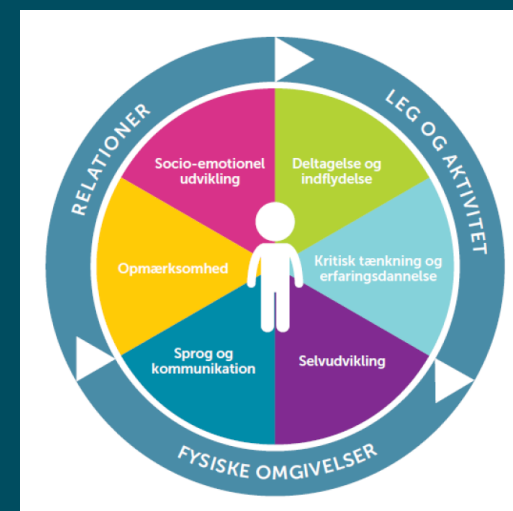 RELATIONER
LEG OG AKTIVITET
Socio-emotionel
udvikling
Deltagelse og
indflydelse
Opmærksomhed
Kritisk tænkning og
erfaringsdannelse
Sprog og
kommunikation
Selvudvikling
FYSISKE OMGIVELSER